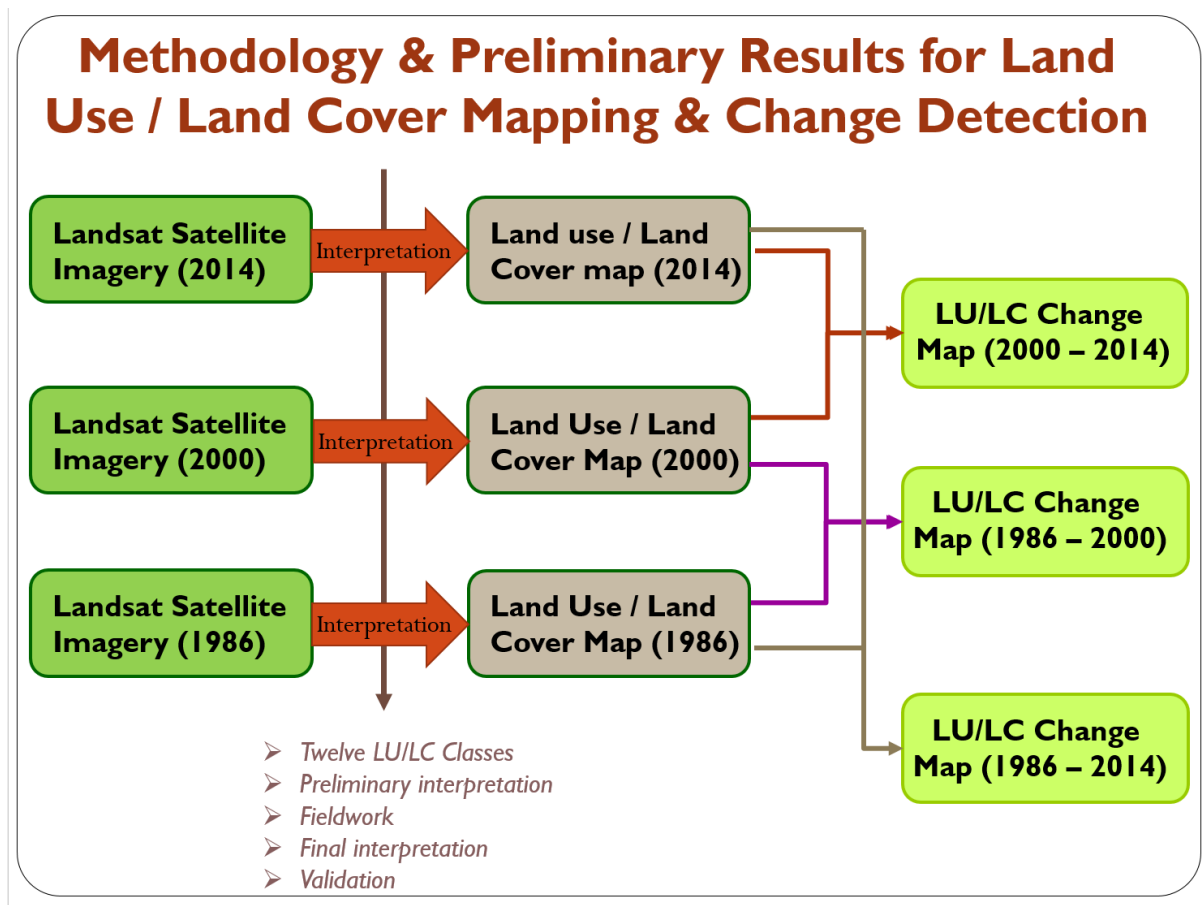 Methodology & Preliminary Results for Land
Use / Land Cover Mapping & Change Detection
Landsat Satellite
Imagery (2014)
Interpretation
Land use / Land
Cover map (2014)
LU/LC Change
Map (2000 – 2014)
Landsat Satellite
Imagery (2000)
Interpretation
Land Use / Land
Cover Map (2000)
LU/LC Change
Map (1986 – 2000)
Landsat Satellite
Imagery (1986)
Interpretation
Land Use / Land
Cover Map (1986)
LU/LC Change
Map (1986 – 2014)
➢ Twelve LU/LC Classes
➢ Preliminary interpretation
➢ Fieldwork
➢ Final interpretation
➢ Validation